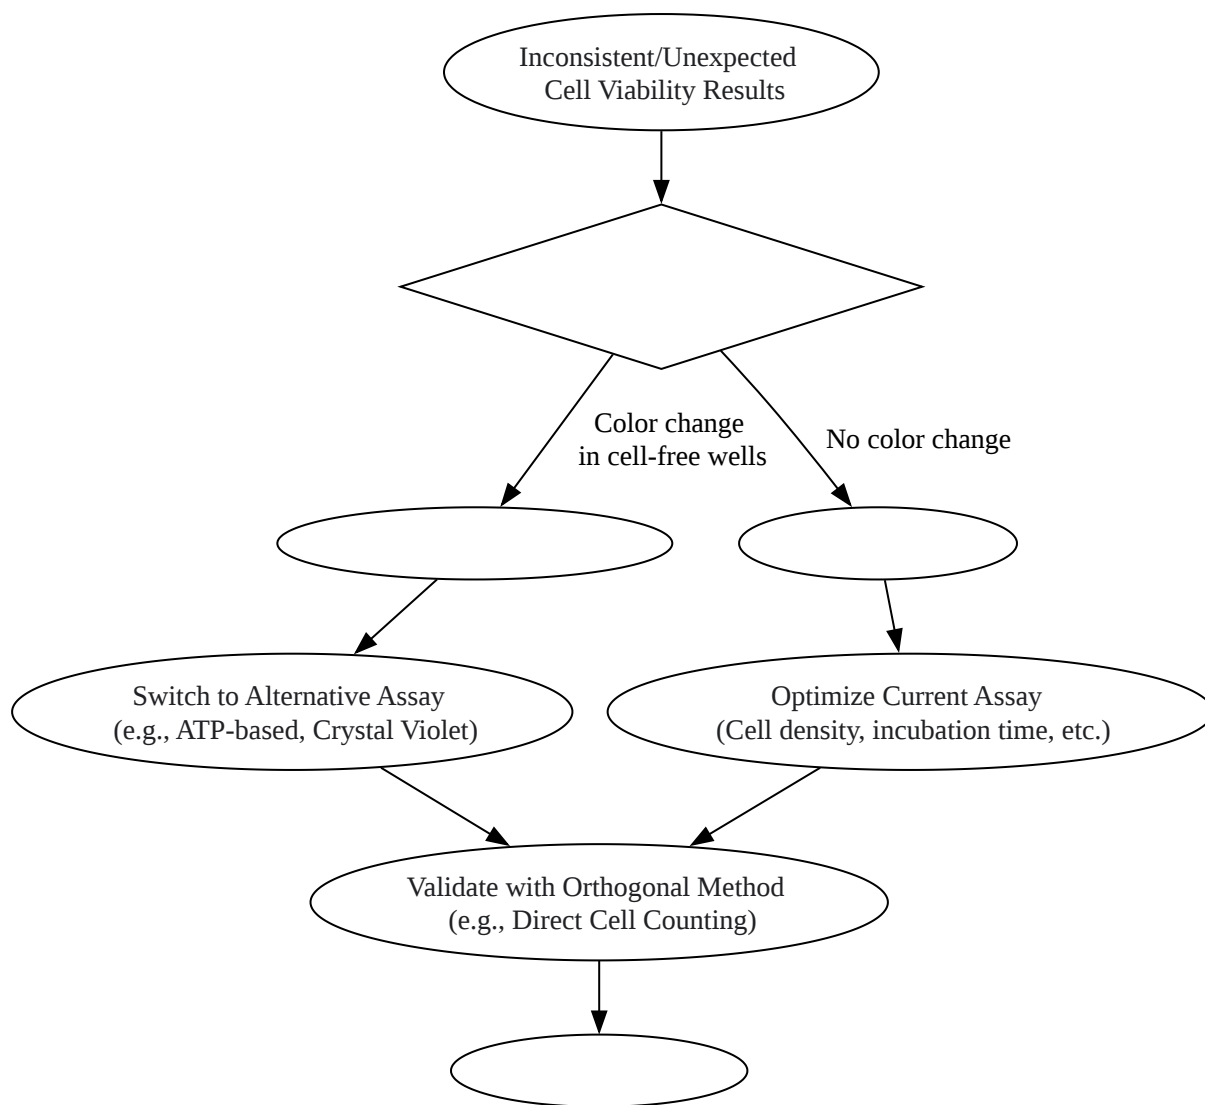 Inconsistent/Unexpected
Cell Viability Results
Color change
in cell-free wells
No color change
Switch to Alternative Assay
(e.g., ATP-based, Crystal Violet)
Optimize Current Assay
(Cell density, incubation time, etc.)
Validate with Orthogonal Method
(e.g., Direct Cell Counting)